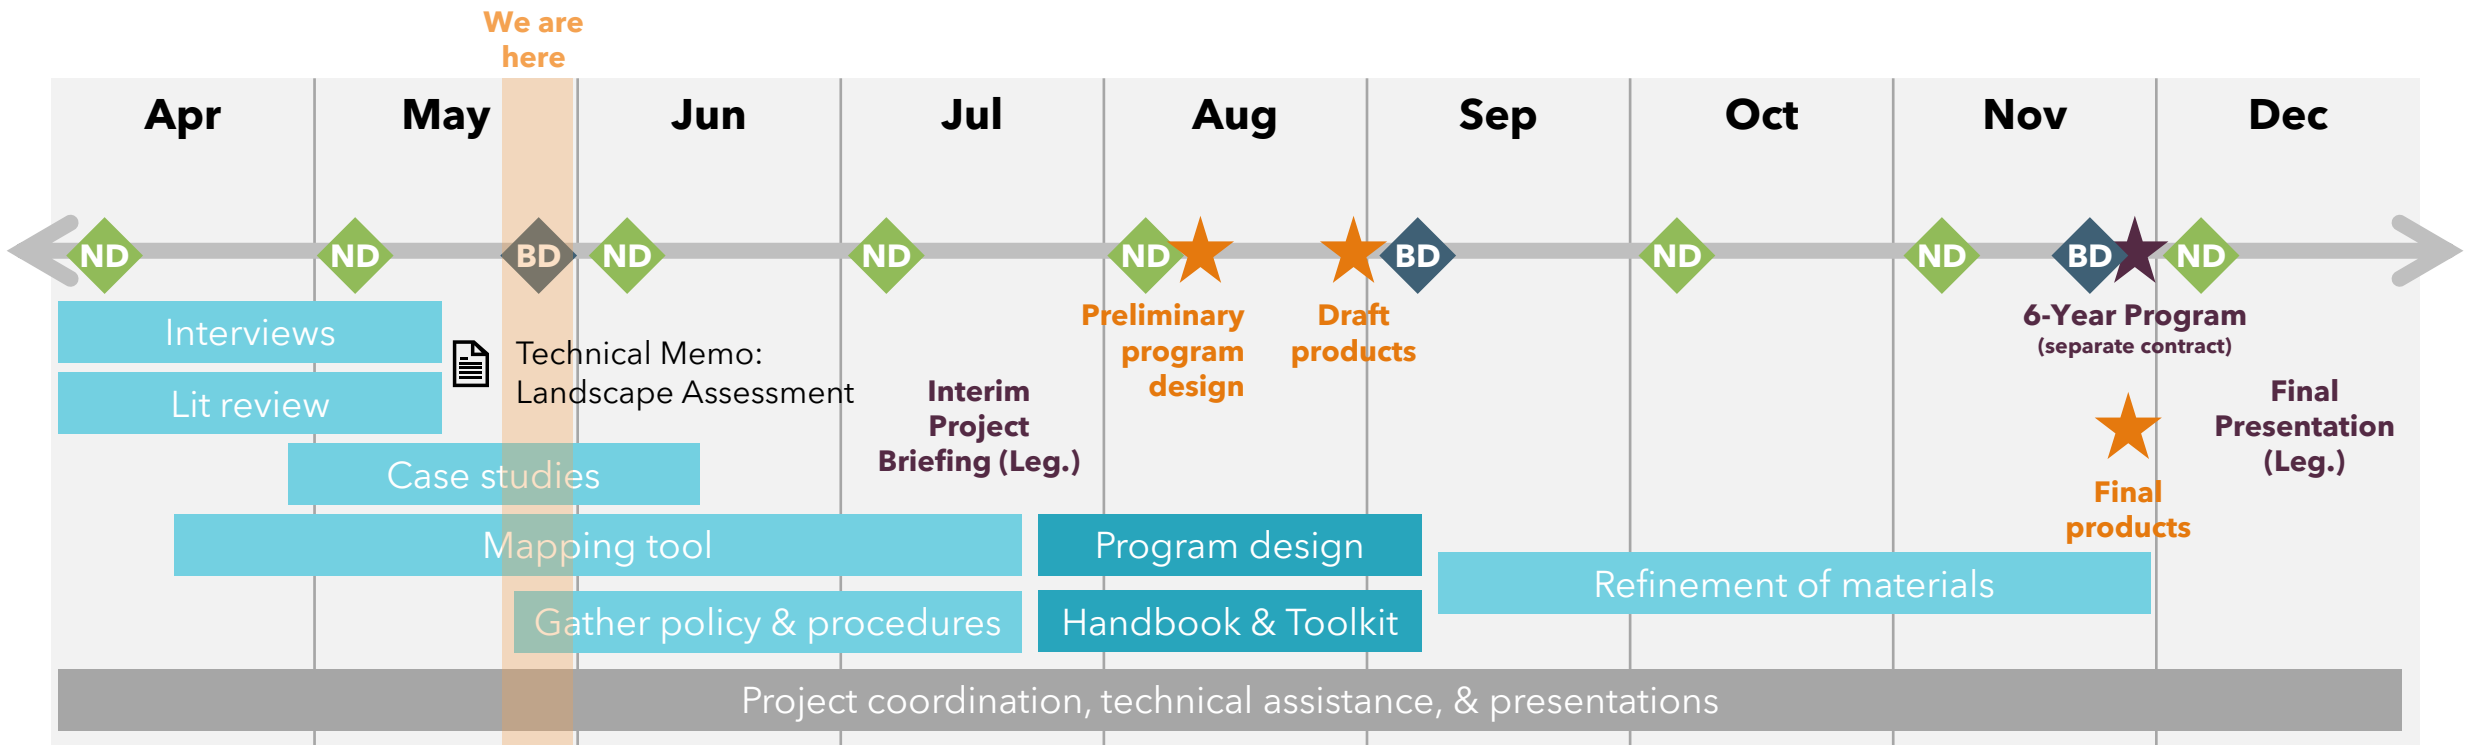 We are
here
Apr
May
Jun
Jul
Aug
Sep
Oct
Nov
Dec
ND
ND
BD
ND
ND
ND
BD
ND
ND
BD
ND
Interviews
Lit review
Technical Memo:
Landscape Assessment
Case studies
Mapping tool
Gather policy & procedures
Interim
Project
Briefing (Leg.)
Preliminary
program
design
Draft
products
Program design
Handbook & Toolkit
6-Year Program
(separate contract)
Final
products
Final
Presentation
(Leg.)
Refinement of materials
Project coordination, technical assistance, & presentations